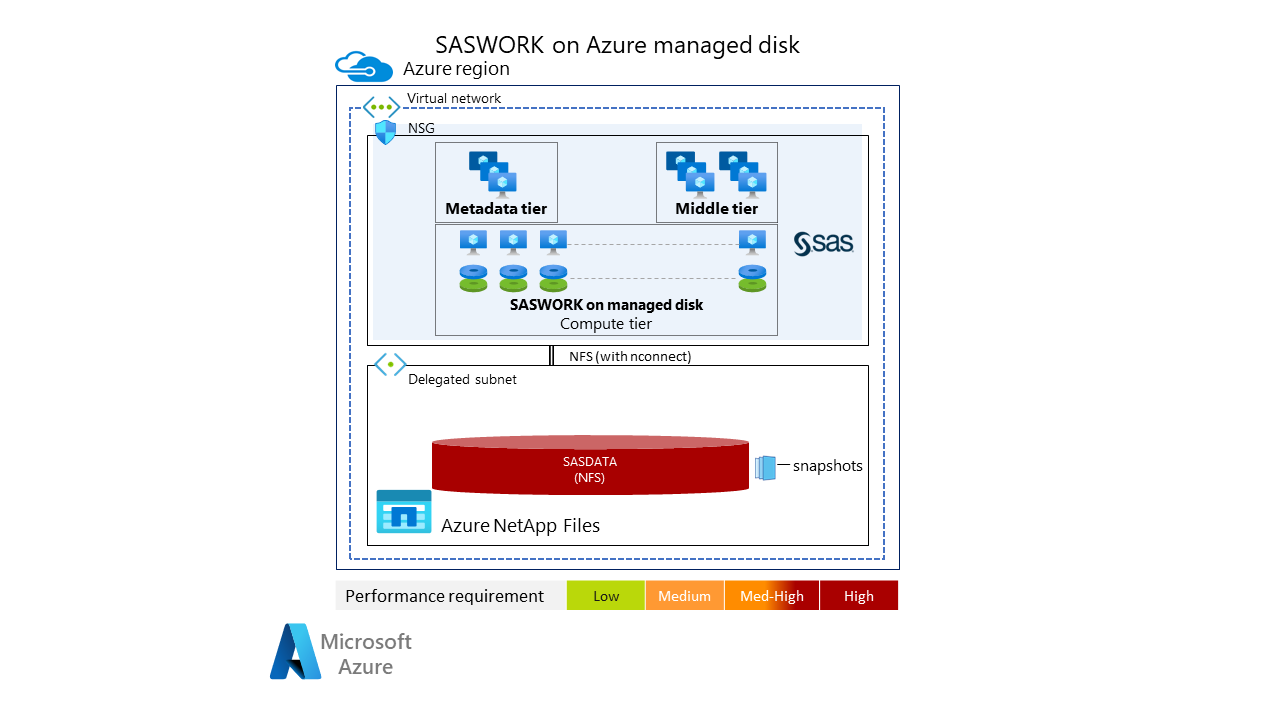 SASWORK on Azure managed disk
Azure region
Virtual network
NSG
Metadata tier
Middle tier
sas
SASWORK on managed disk
Compute tier
NFS (with nconnect)
Delegated subnet
SASDATA
(NFS)
snapshots
Azure NetApp Files
Performance requirement
Low
Medium
Med-High
High
Microsoft
Azure